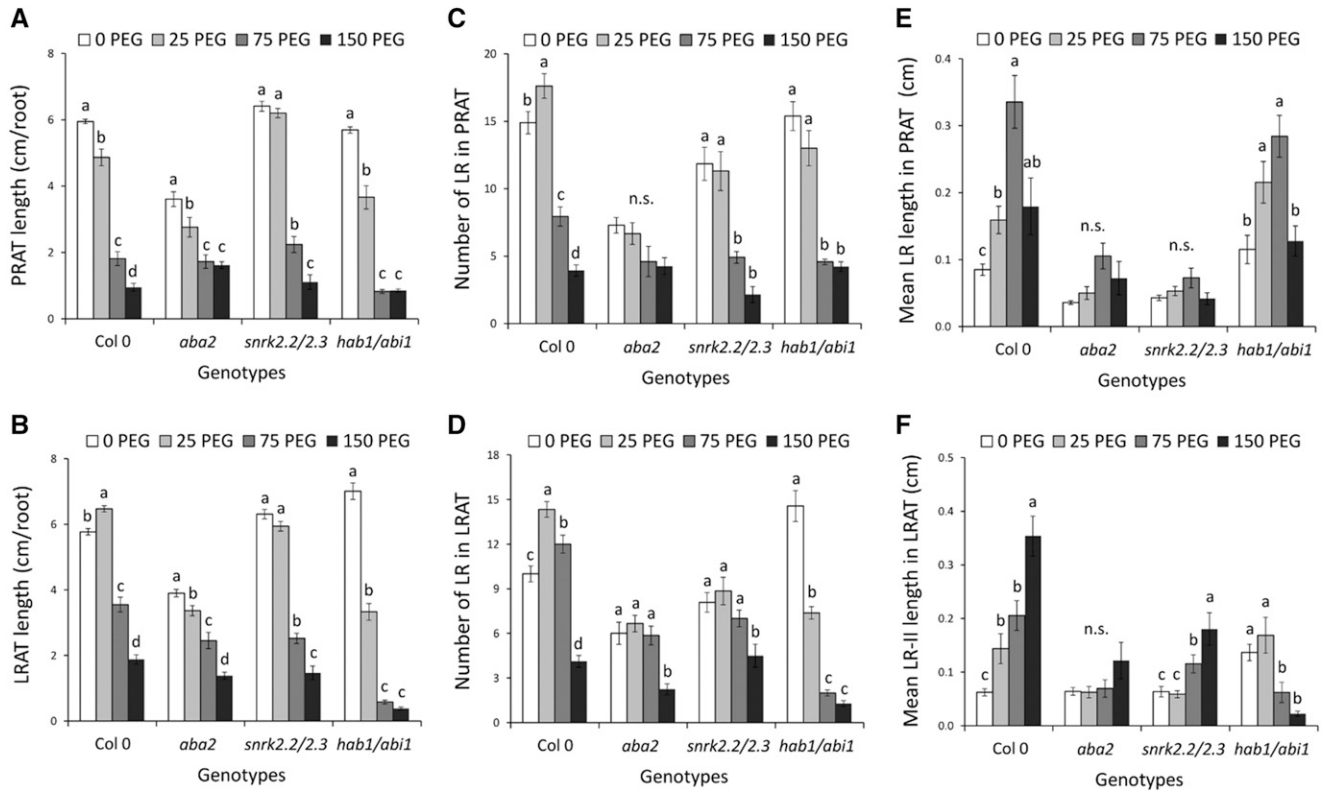 A
0 PEG 25 PEG 75 PEG 150 PEG
PRAT length (cm/root)
8
6
4
2
0
a b c d
a b c c
a a b c
a b c c
Col 0 aba2 snrk2.2/2.3 hab1/abi1
Genotypes
B
0 PEG 25 PEG 75 PEG 150 PEG
LRAT length (cm/root)
8
6
4
2
0
b a c d
a b c d
a a b c
a b c c
Col 0 aba2 snrk2.2/2.3 hab1/abi1
Genotypes
C
0 PEG 25 PEG 75 PEG 150 PEG
Number of LR in PRAT
20
15
10
5
0
b a c d
n.s.
a a b b
a a b b
Col 0 aba2 snrk2.2/2.3 hab1/abi1
Genotypes
D
0 PEG 25 PEG 75 PEG 150 PEG
Number of LR in LRAT
18
15
12
9
6
3
0
c a b d
a a a b
a a a b
a b c c
Col 0 aba2 snrk2.2/2.3 hab1/abi1
Genotypes
E
0 PEG 25 PEG 75 PEG 150 PEG
Mean LR length in PRAT (cm)
0.4
0.3
0.2
0.1
0.0
c b a ab
n.s.
n.s.
b a a b
Col 0 aba2 snrk2.2/2.3 hab1/abi1
Genotypes
F
0 PEG 25 PEG 75 PEG 150 PEG
Mean LR-II length in LRAT (cm)
0.5
0.4
0.3
0.2
0.1
0.0
c b b a
n.s.
c c b a
a a b b
Col 0 aba2 snrk2.2/2.3 hab1/abi1
Genotypes